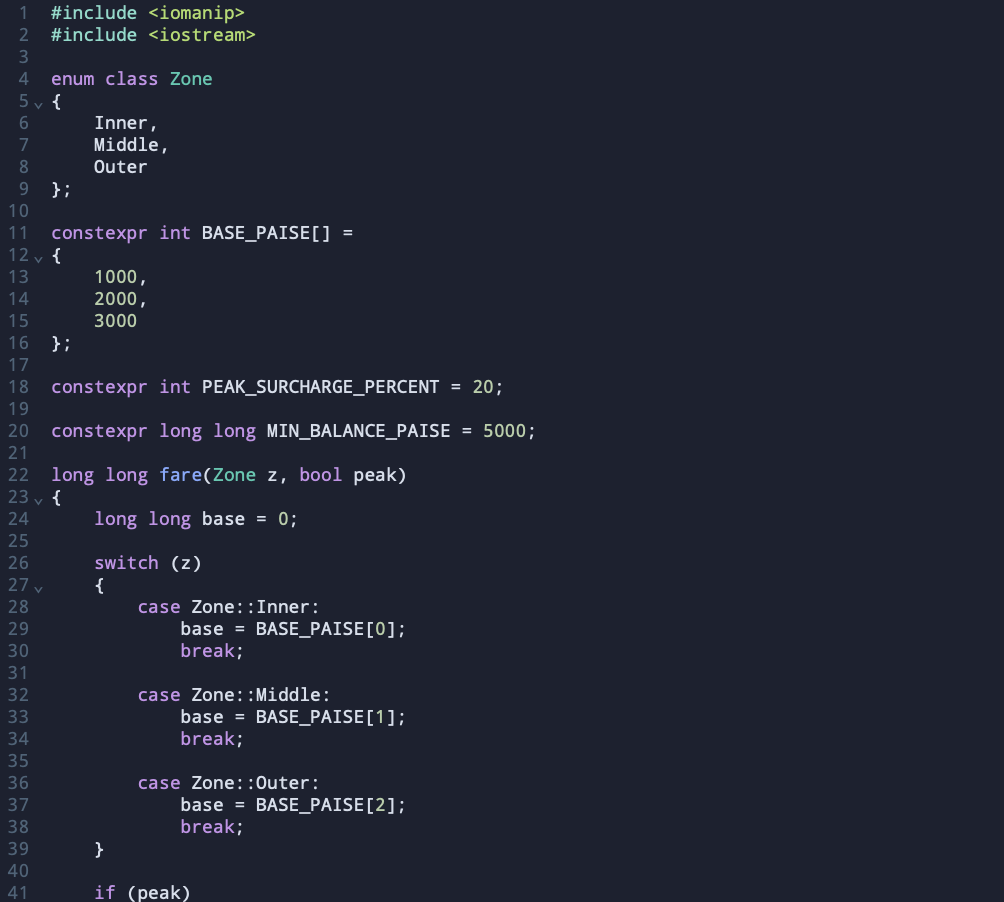 1 #include <iomanip>
2 #include <iostream>
3
4 enum class Zone
5 {
6     Inner,
7     Middle,
8     Outer
9 };
10
11 constexpr int BASE_PAISE[] =
12 {
13     1000,
14     2000,
15     3000
16 };
17
18 constexpr int PEAK_SURCHARGE_PERCENT = 20;
19
20 constexpr long long MIN_BALANCE_PAISE = 5000;
21
22 long long fare(Zone z, bool peak)
23 {
24     long long base = 0;
25
26     switch (z)
27     {
28         case Zone::Inner:
29             base = BASE_PAISE[0];
30             break;
31
32         case Zone::Middle:
33             base = BASE_PAISE[1];
34             break;
35
36         case Zone::Outer:
37             base = BASE_PAISE[2];
38             break;
39     }
40
41     if (peak)